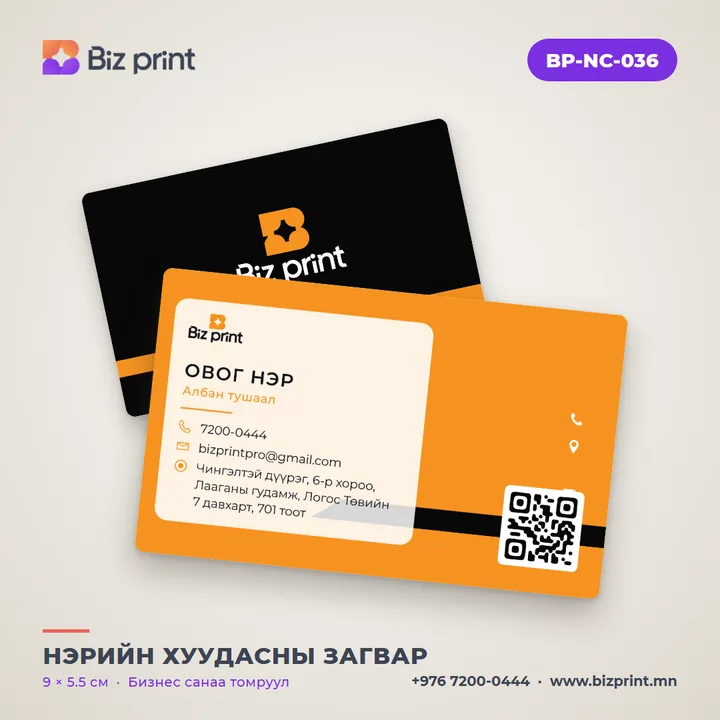 Biz print
BP-NC-036
Biz print
Biz print
ОВОГ НЭР
Албан тушаал
7200-0444
bizprintpro@gmail.com
Чингэлтэй дүүрэг, 6-р хороо,
Лааганы гудамж, Логос Төвийн
7 давхарт, 701 тоот
НЭРИЙН ХУУДАСНЫ ЗАГВАР
9 × 5.5 см · Бизнес санаа томруул
+976 7200-0444 · www.bizprint.mn